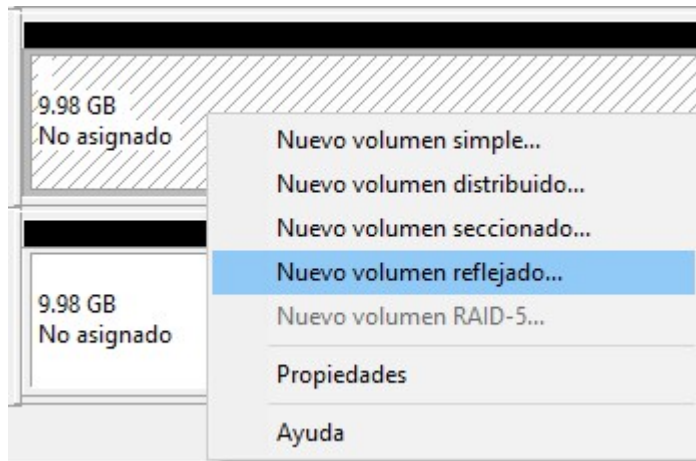 9.98 GB
No asignado
Nuevo volumen simple...
Nuevo volumen distribuido...
Nuevo volumen seccionado...
Nuevo volumen reflejado...
Nuevo volumen RAID-5...
Propiedades
Ayuda
9.98 GB
No asignado